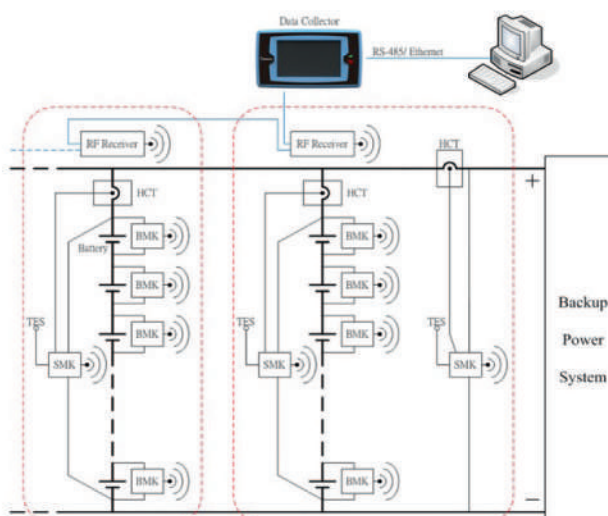 Data Collector
RS-485/ Ethernet
RF Receiver
RF Receiver
HCT
HCT
HCT
+
BMK
BMK
Battery
BMK
BMK
BMK
BMK
TES
TES
TES
SMK
SMK
SMK
Backup
Power
System
BMK
BMK
−